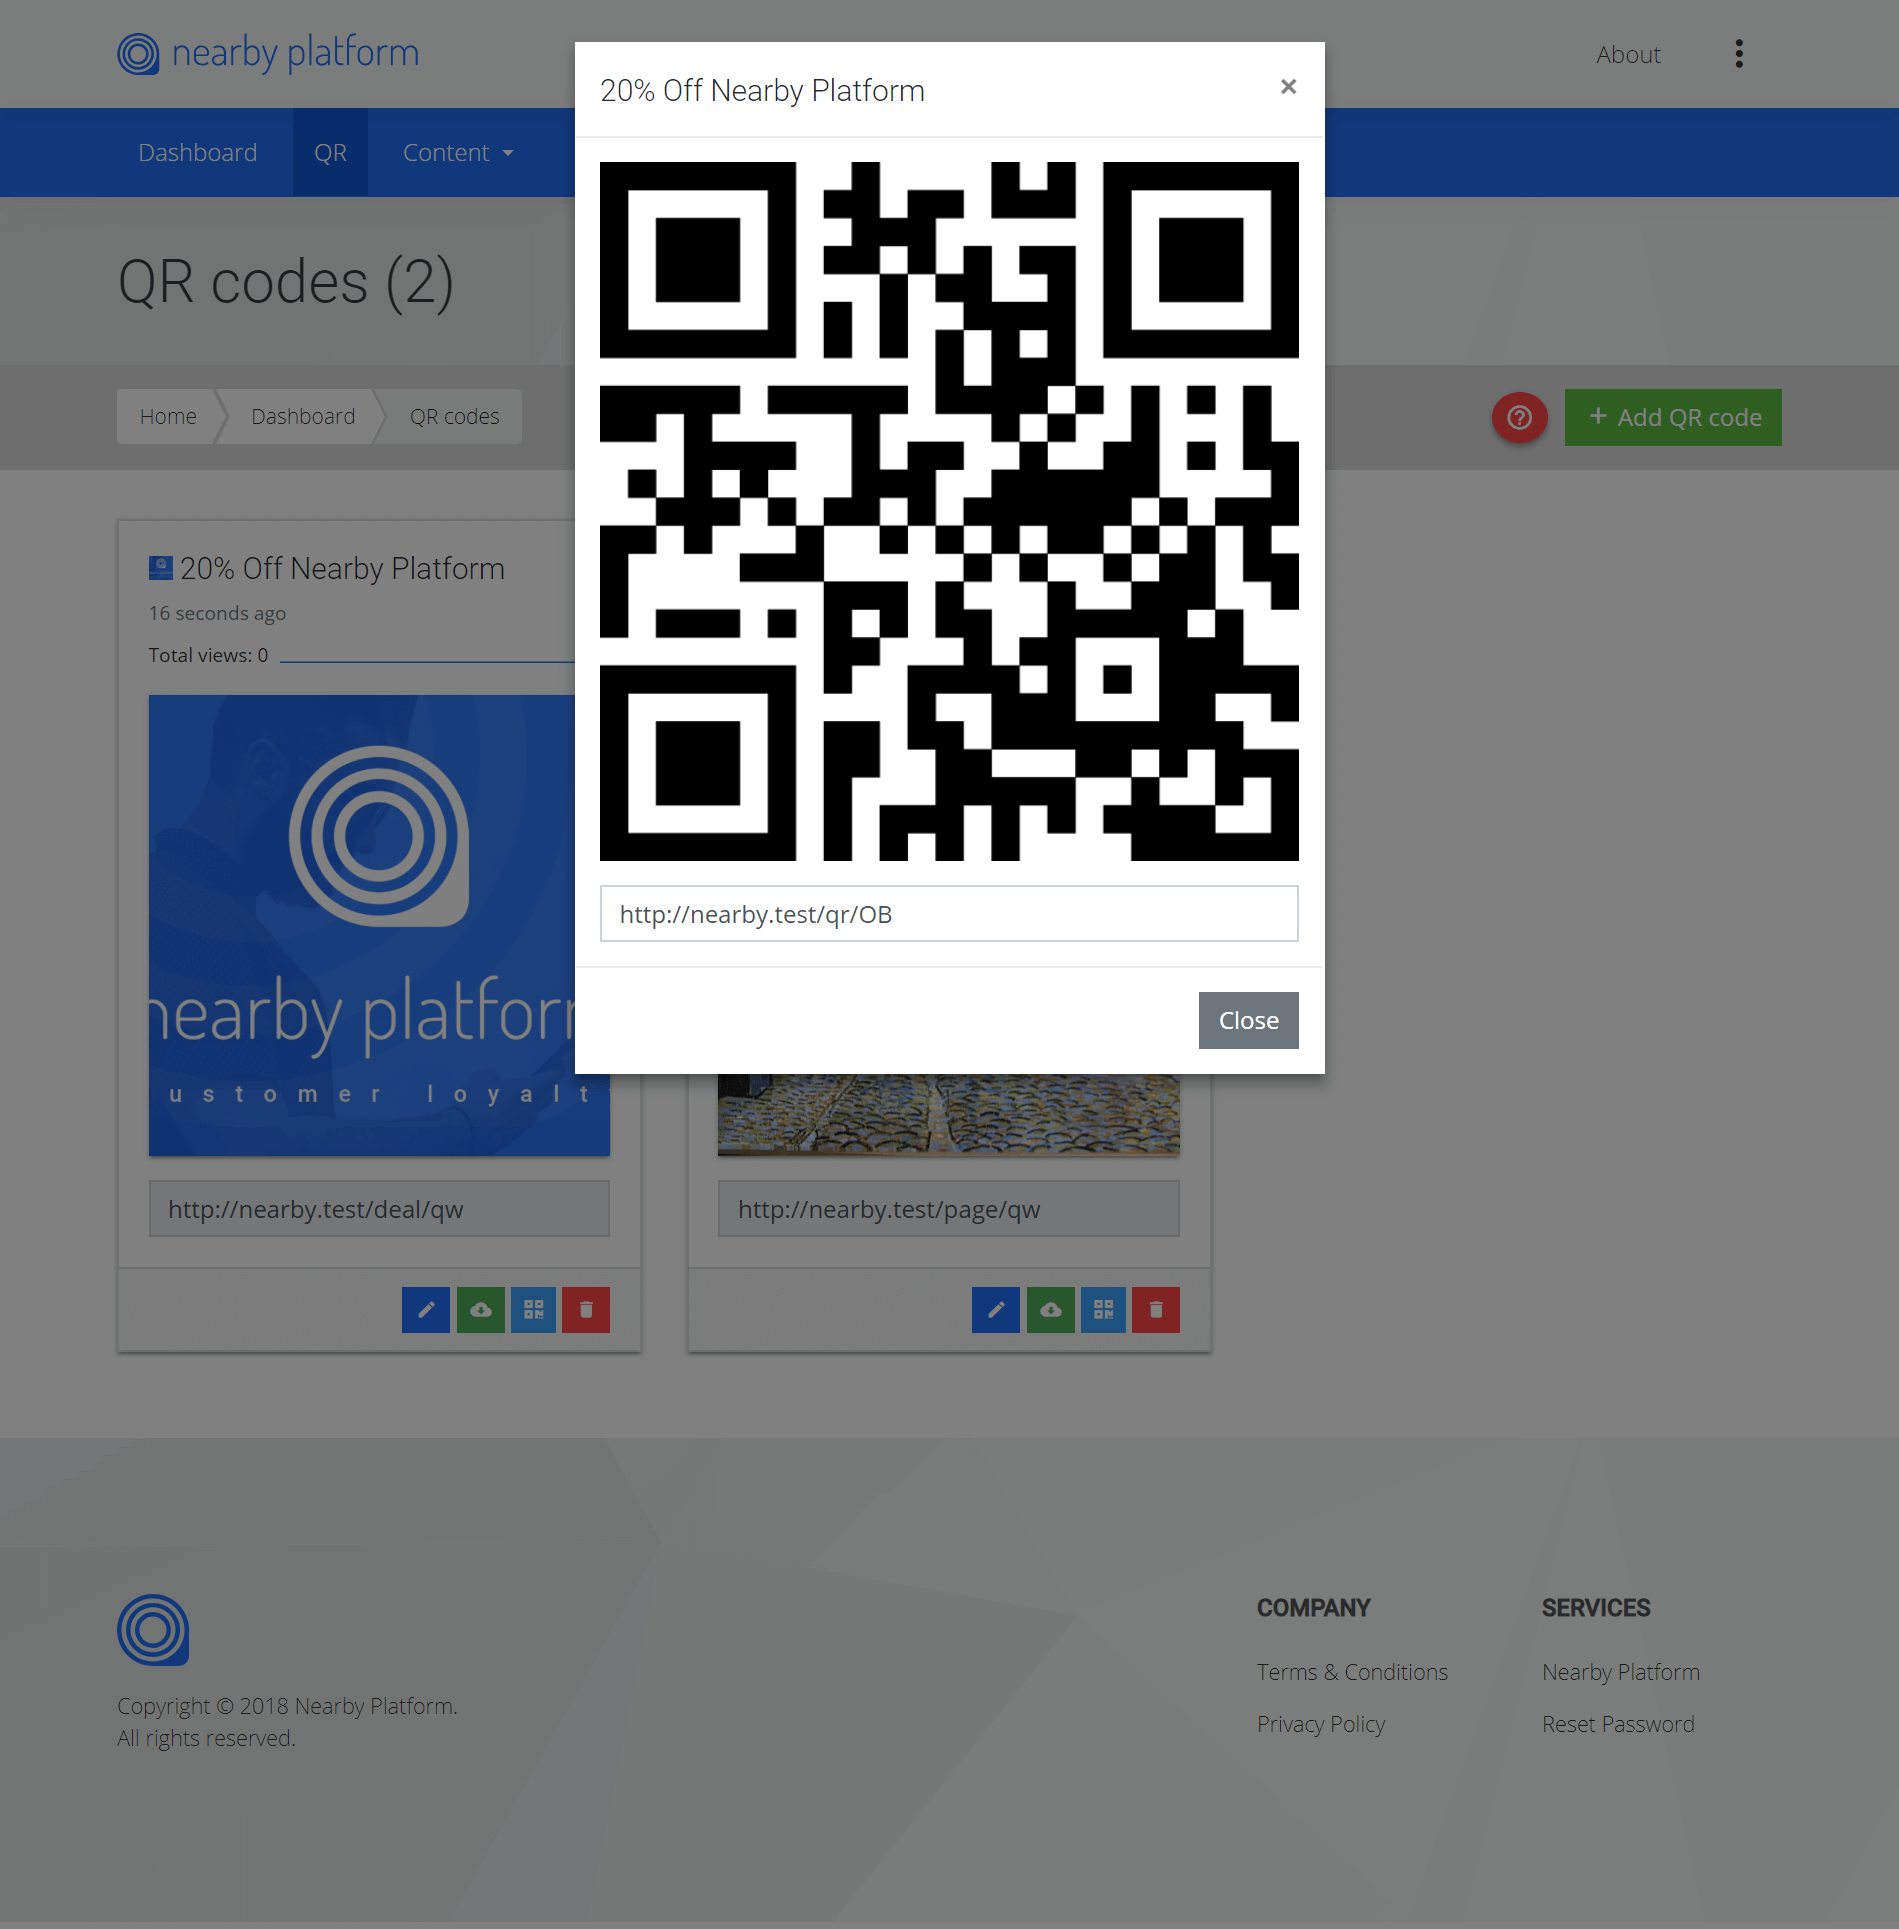 nearby platform
About
Dashboard
QR
Content
QR codes (2)
Home
Dashboard
QR codes
+ Add QR code
20% Off Nearby Platform
×
http://nearby.test/qr/OB
Close
20% Off Nearby Platform
16 seconds ago
Total views: 0
nearby platfor
ustomer loyalt
http://nearby.test/deal/qw
http://nearby.test/page/qw
Copyright © 2018 Nearby Platform.
All rights reserved.
COMPANY
Terms & Conditions
Privacy Policy
SERVICES
Nearby Platform
Reset Password